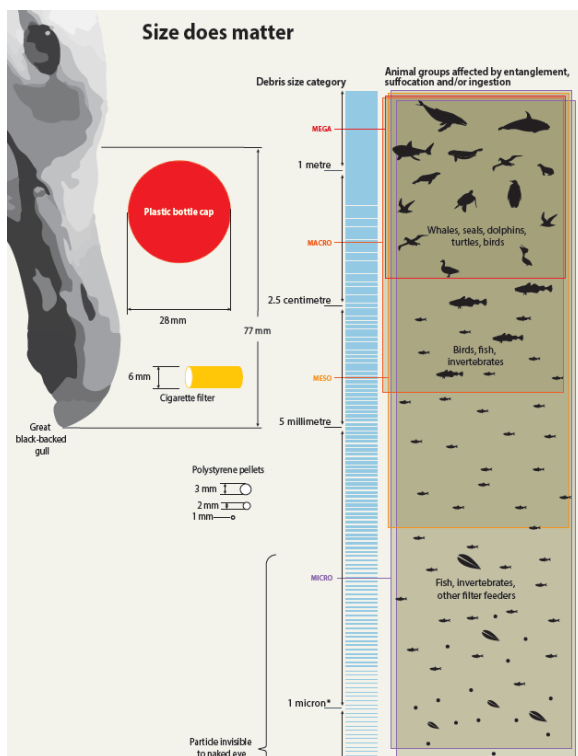 Size does matter
Debris size category
Animal groups affected by entanglement,
suffocation and/or ingestion
MEGA
1 metre
Plastic bottle cap
Whales, seals, dolphins,
turtles, birds
MACRO
2.5 centimetre
28 mm
77 mm
Birds, fish,
invertebrates
MESO
6 mm
Cigarette filter
Great
black-backed
gull
5 millimetre
Polystyrene pellets
3 mm
2 mm
1 mm
MICRO
Fish, invertebrates,
other filter feeders
1 micron*
Particle invisible
to naked eye